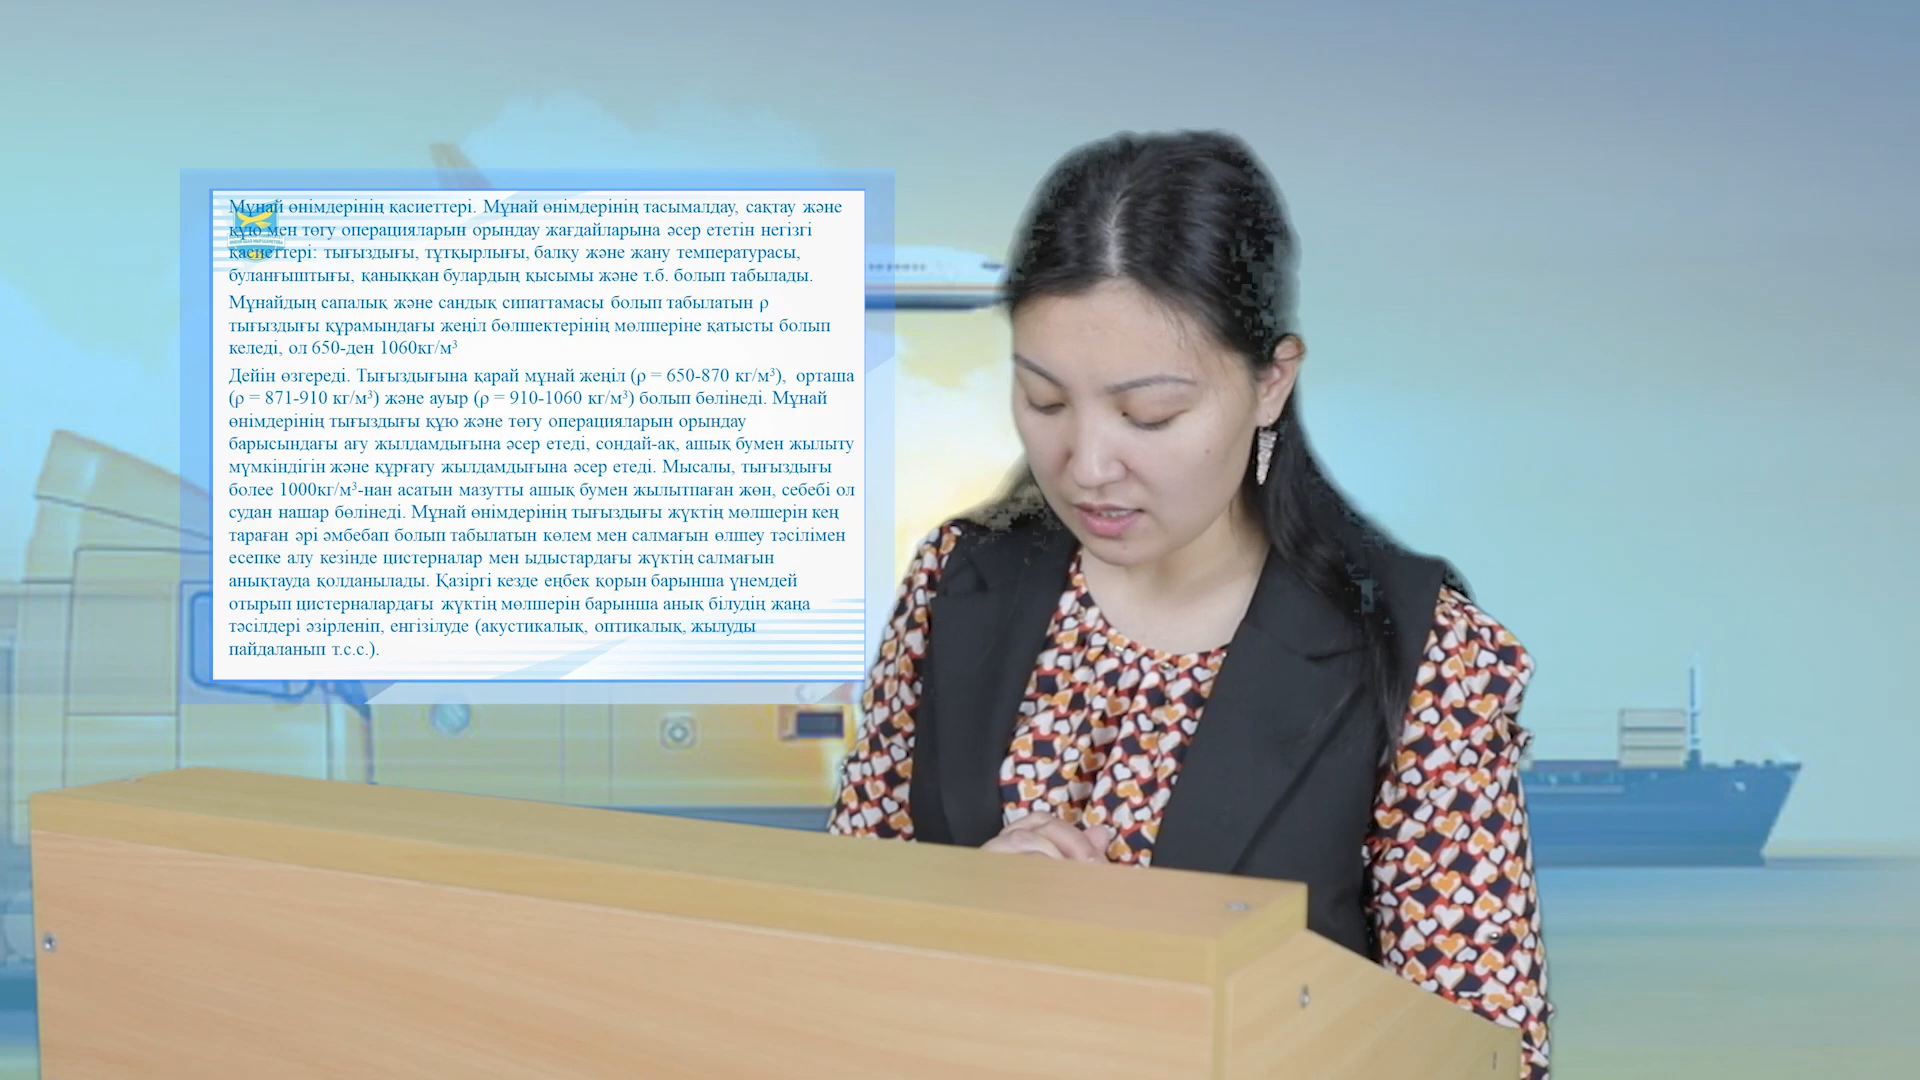 Мұнай өнімдерінің қасиеттері. Мұнай өнімдерінің тасымалдау, сақтау және
құю мен төгу операцияларын орындау жағдайларына әсер ететін негізгі
қасиеттері: тығыздығы, тұтқырлығы, балқу және жану температурасы,
буланғыштығы, қаныққан булардың қысымы және т.б. болып табылады.
Мұнайдың сапалық және сандық сипаттамасы болып табылатын ρ
тығыздығы құрамындағы жеңіл бөлшектерінің мөлшеріне қатысты болып
келеді, ол 650-ден 1060кг/м³
Дейін өзгереді. Тығыздығына қарай мұнай жеңіл (ρ = 650-870 кг/м³), орташа
(ρ = 871-910 кг/м³) және ауыр (ρ = 910-1060 кг/м³) болып бөлінеді. Мұнай
өнімдерінің тығыздығы құю және төгу операцияларын орындау
барысындағы ағу жылдамдығына әсер етеді, сондай-ақ, ашық бумен жылыту
мүмкіндігін және құрғату жылдамдығына әсер етеді. Мысалы, тығыздығы
более 1000кг/м³-нан асатын мазутты ашық бумен жылытпаған жөн, себебі ол
судан нашар бөлінеді. Мұнай өнімдерінің тығыздығы жүктің мөлшерін кең
тараған әрі әмбебап болып табылатын көлем мен салмағын өлшеу тәсілімен
есепке алу кезінде цистерналар мен ыдыстардағы жүктің салмағын
анықтауда қолданылады. Қазіргі кезде еңбек қорын барынша үнемдей
отырып цистерналардағы жүктің мөлшерін барынша анық білудің жаңа
тәсілдері әзірленіп, енгізілуде (акустикалық, оптикалық, жылуды
пайдаланып т.с.с.).